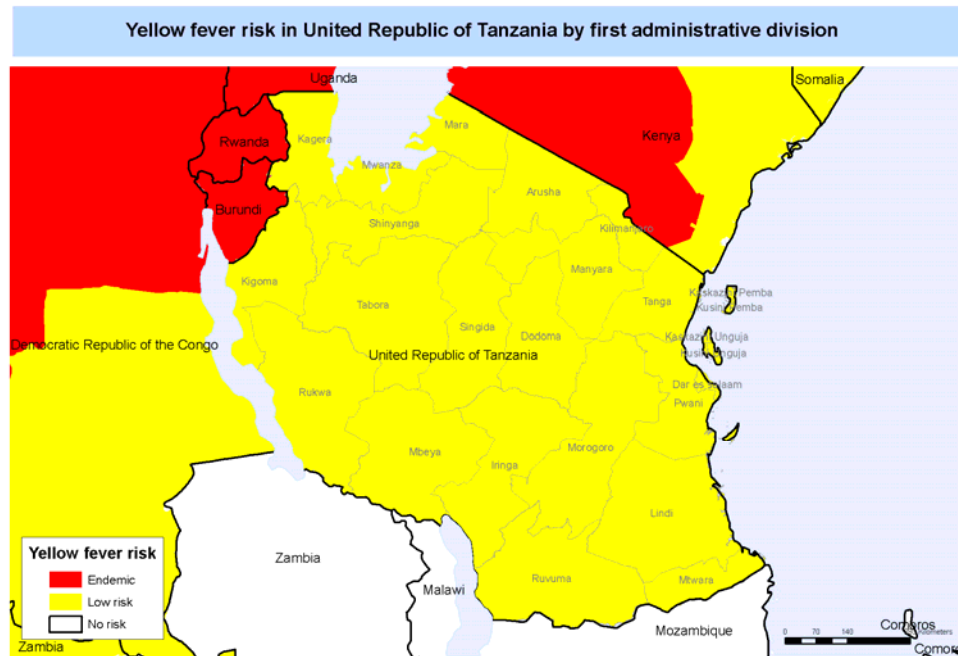 Yellow fever risk in United Republic of Tanzania by first administrative division
Uganda
Somalia
Rwanda
Kagera
Mara
Kenya
Mwanza
Burundi
Arusha
Shinyanga
Kilimanjaro
Kigoma
Manyara
Tabora
Tanga
Kaskazini Pemba
Kusini Pemba
Singida
Dodoma
Kaskazini Unguja
Democratic Republic of the Congo
United Republic of Tanzania
Kusini Unguja
Rukwa
Dar es salaam
Pwani
Mbeya
Iringa
Morogoro
Lindi
Yellow fever risk
Endemic
Low risk
No risk
Zambia
Malawi
Ruvuma
Mtwara
Mozambique
Comoros
0 70 140
Kilometers
Zambia
Comoro